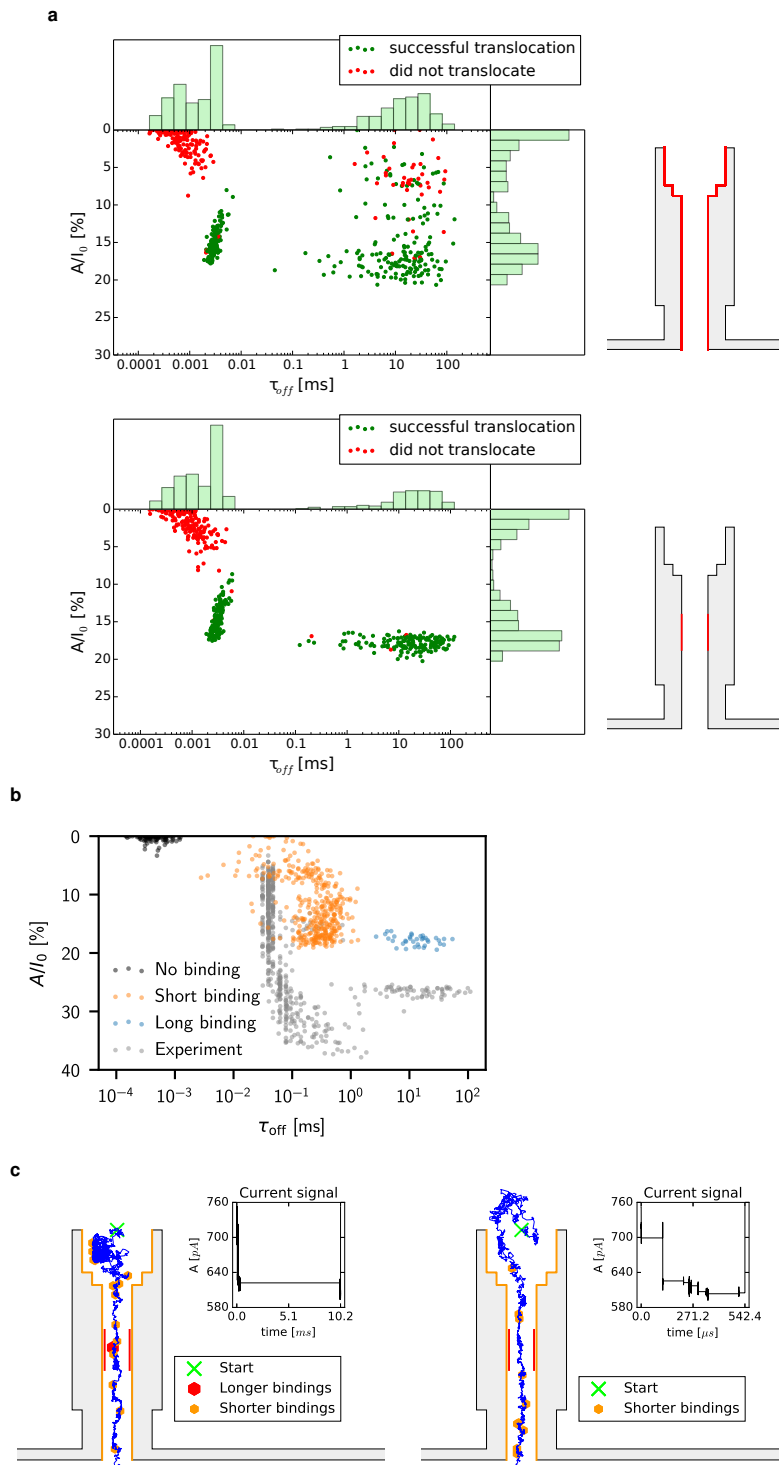 a
successful translocation
did not translocate
0
5
10
15
20
25
30
A/I0 [%]
0.0001 0.001 0.01 0.1 1 10 100
τoff [ms]
successful translocation
did not translocate
0
5
10
15
20
25
30
A/I0 [%]
0.0001 0.001 0.01 0.1 1 10 100
τoff [ms]
b
0
10
20
30
40
A/I0 [%]
No binding
Short binding
Long binding
Experiment
10−4 10−3 10−2 10−1 100 101 102
τoff [ms]
c
Current signal
760
700
640
580
A [pA]
0.0 5.1 10.2
time [ms]
Start
Longer bindings
Shorter bindings
Current signal
760
700
640
580
A [pA]
0.0 271.2 542.4
time [μs]
Start
Shorter bindings